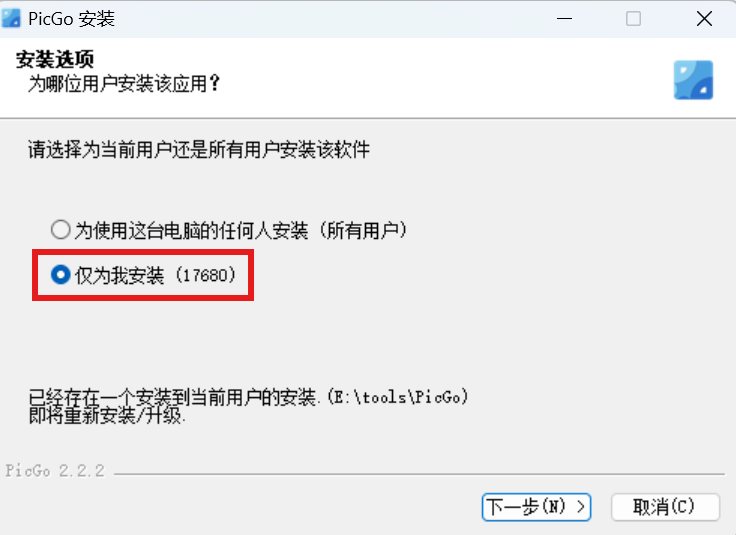 PicGo 安装
安装选项
为哪位用户安装该应用？
请选择为当前用户还是所有用户安装该软件
为使用这台电脑的任何人安装（所有用户）
仅为我安装（17680）
已经存在一个安装到当前用户的安装.(E:\tools\PicGo)
即将重新安装/升级.
PicGo 2.2.2
下一步(N) >
取消(C)